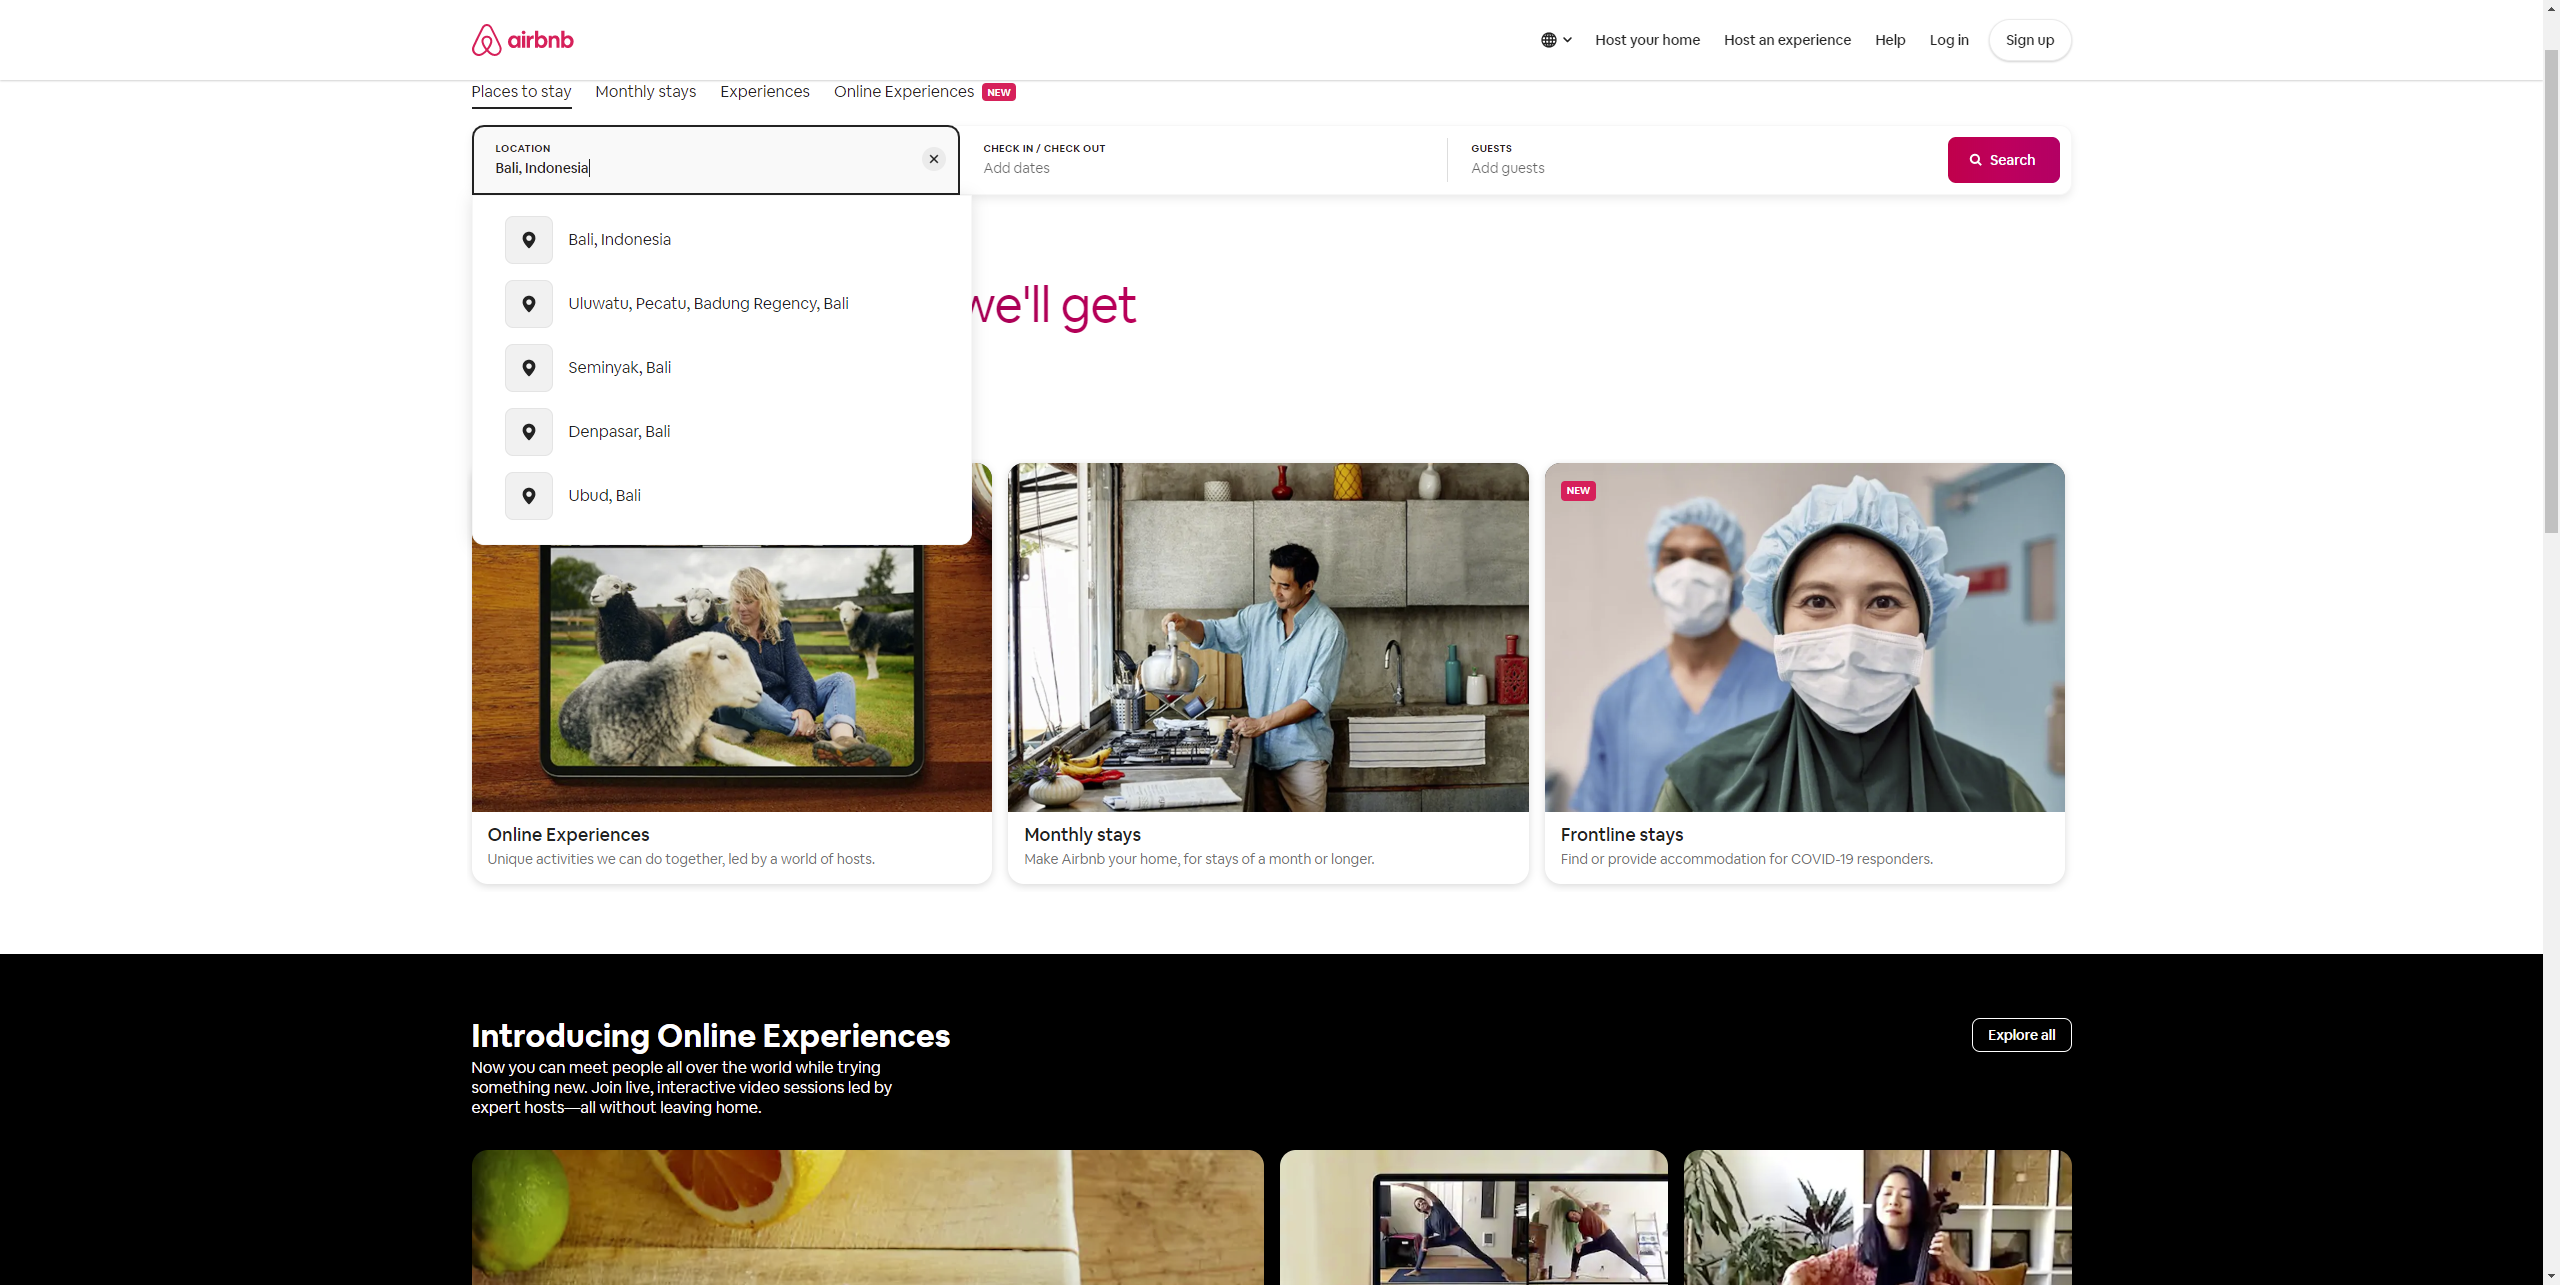 airbnb
Host your home
Host an experience
Help
Log in
Sign up
Places to stay
Monthly stays
Experiences
Online Experiences
NEW
LOCATION
Bali, Indonesia
CHECK IN / CHECK OUT
Add dates
GUESTS
Add guests
Search
Bali, Indonesia
Uluwatu, Pecatu, Badung Regency, Bali
Seminyak, Bali
Denpasar, Bali
Ubud, Bali
we'll get
NEW
Online Experiences
Unique activities we can do together, led by a world of hosts.
Monthly stays
Make Airbnb your home, for stays of a month or longer.
Frontline stays
Find or provide accommodation for COVID-19 responders.
Introducing Online Experiences
Explore all
Now you can meet people all over the world while trying
something new. Join live, interactive video sessions led by
expert hosts—all without leaving home.